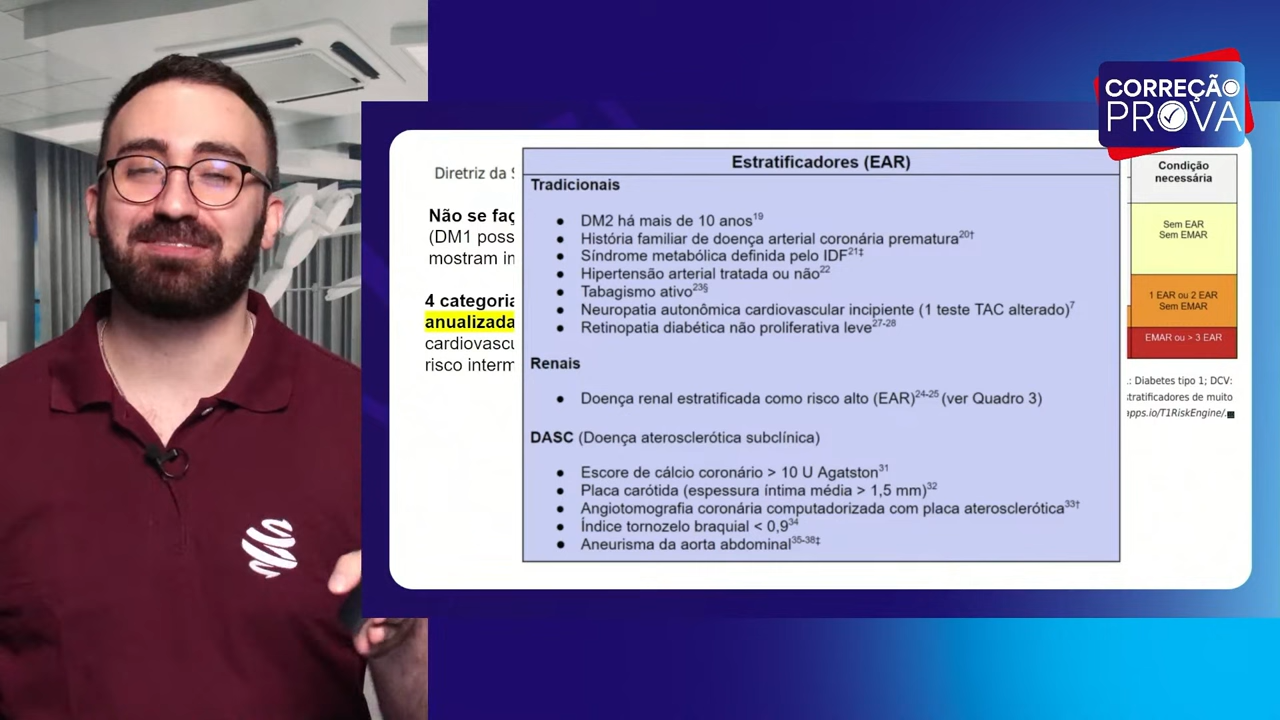 CORREÇÃO
PROVA
Diretriz da S
Não se faç
(DM1 poss
mostram in
4 categoria
anualizada
cardiovascu
risco interm
Estratificadores (EAR)
Tradicionais
● DM2 há mais de 10 anos¹⁹
● História familiar de doença arterial coronária prematura²⁰†
● Síndrome metabólica definida pelo IDF²¹‡
● Hipertensão arterial tratada ou não²²
● Tabagismo ativo²³§
● Neuropatia autonômica cardiovascular incipiente (1 teste TAC alterado)⁷
● Retinopatia diabética não proliferativa leve²⁷⁻²⁸
Renais
● Doença renal estratificada como risco alto (EAR)²⁴⁻²⁵ (ver Quadro 3)
DASC (Doença aterosclerótica subclínica)
● Escore de cálcio coronário > 10 U Agatston³¹
● Placa carótida (espessura íntima média > 1,5 mm)³²
● Angiotomografia coronária computadorizada com placa aterosclerótica³³†
● Índice tornozelo braquial < 0,9³⁴
● Aneurisma da aorta abdominal³⁵⁻³⁸‡
Condição
necessária
Sem EAR
Sem EMAR
1 EAR ou 2 EAR
Sem EMAR
EMAR ou > 3 EAR
.: Diabetes tipo 1; DCV:
stratificadores de muito
apps.io/T1RiskEngine/.